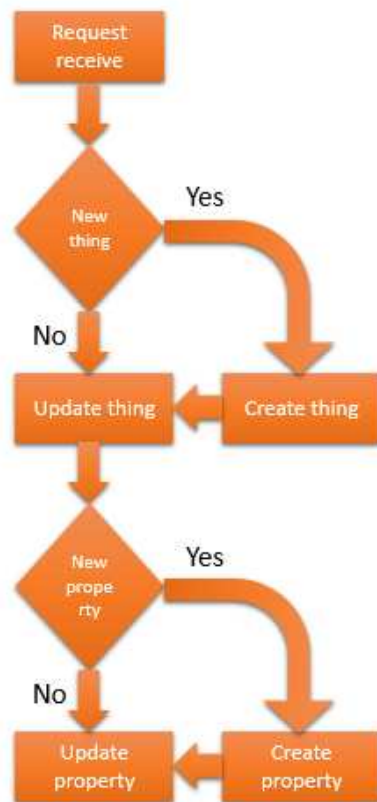 Request
receive
New
thing
Yes
No
Update thing
Create thing
New
prope
rty
Yes
No
Update
property
Create
property